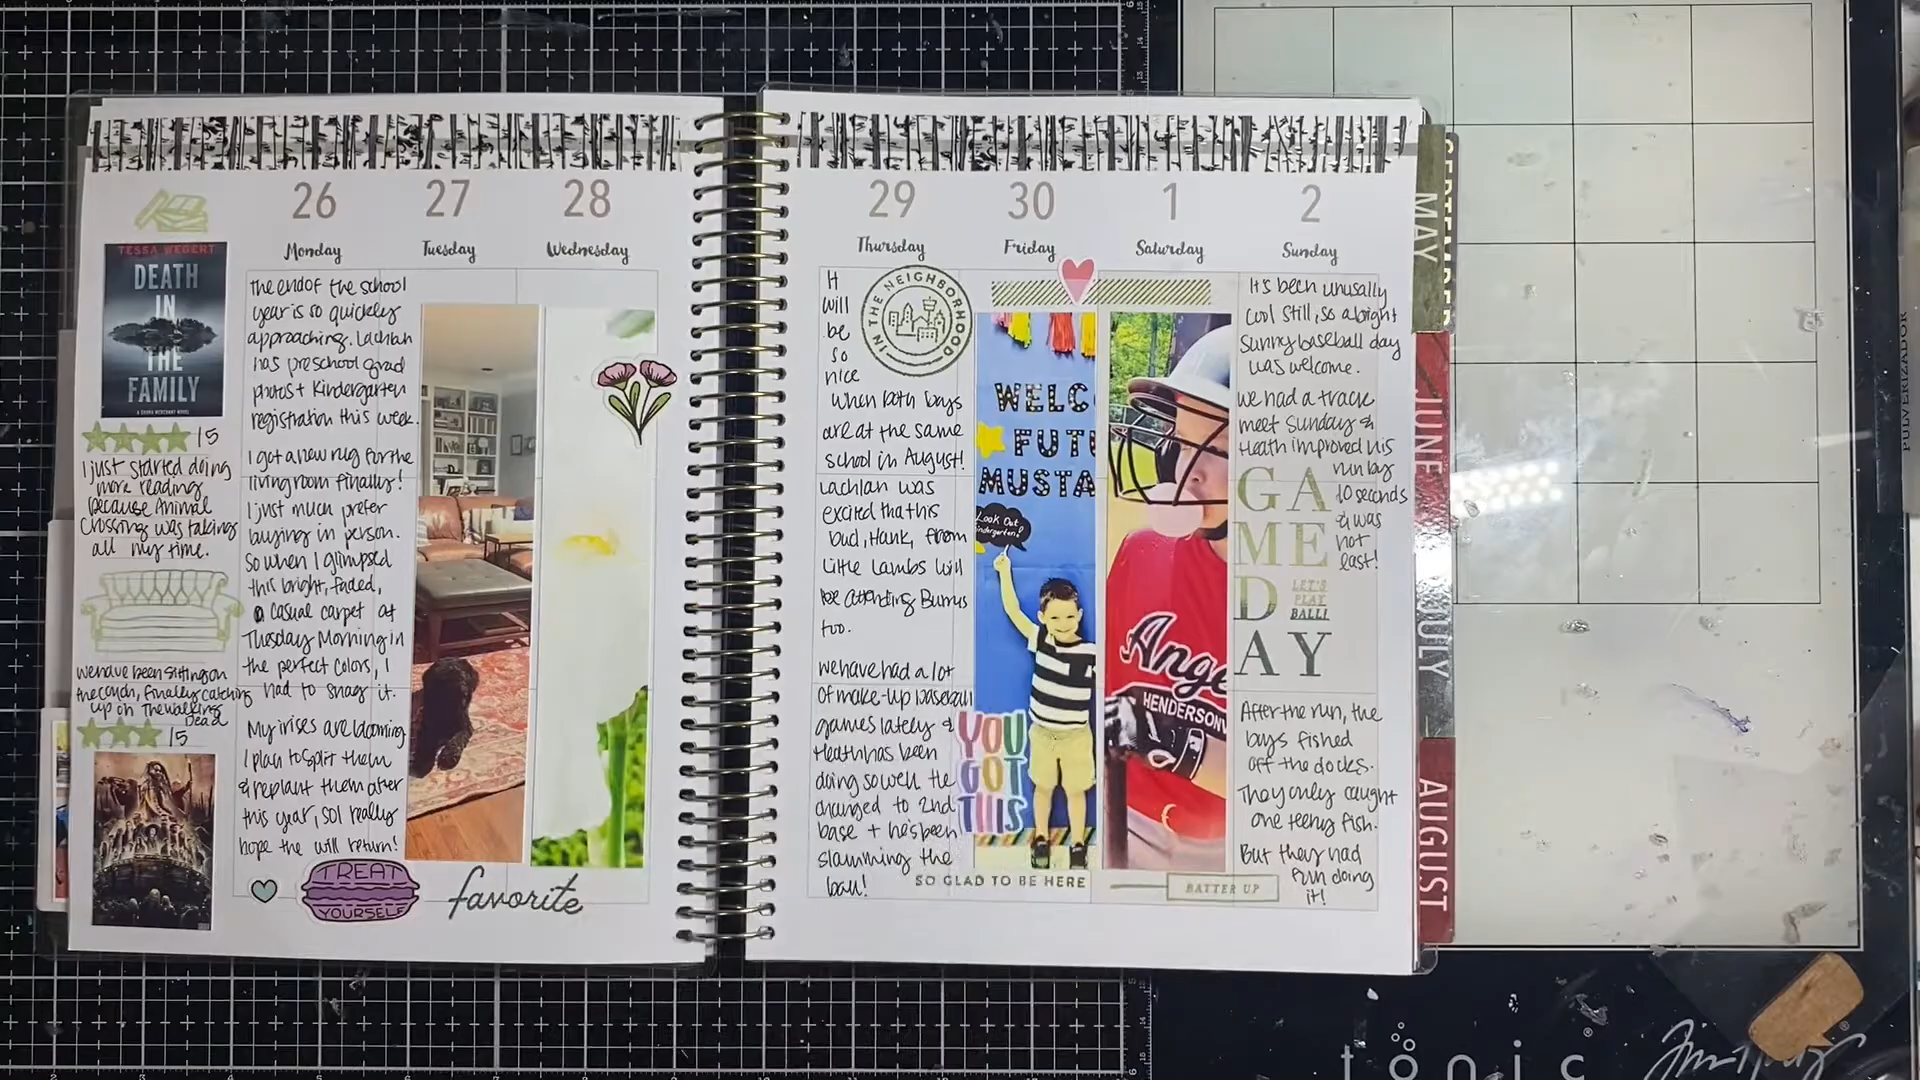 26
27
28
29
30
1
2
Monday
Tuesday
Wednesday
Thursday
Friday
Saturday
Sunday
TESSA WEGERT
DEATH
IN
THE
FAMILY
A SHANA MERCHANT NOVEL
15
I just started doing
more reading
because Animal
Crossing was taking
all my time.
we have been sitting on
the couch, finally catching
up on The Walking
Dead
15
the end of the school
year is so quickly
approaching. Lachlan
has preschool grad
photos + Kindergarten
registration this week.
I got a new rug for the
living room finally!
I just much prefer
buying in person.
So when I glimpsed
this bright, faded,
casual carpet at
Tuesday Morning in
the perfect colors, I
had to snag it.
My irises are blooming
I plan to split them
& replant them after
this year, so I really
hope the will return!
TREAT
YOURSELF
favorite
It
will
be
so
nice
when both boys
are at the same
school in August!
IN THE NEIGHBORHOOD
Lachlan was
excited that his
bud, Hank, from
Little Lambs will
be attending Burrus
too.
we have had a lot
of make-up baseball
games lately &
Heath has been
doing so well. He
changed to 2nd
base + he's been
slamming the
ball!
WELC
FUTU
MUSTA
Look Out
Kindergarten!
YOU
GOT
THIS
SO GLAD TO BE HERE
Ange
HENDERSONV
BATTER UP
It's been unusally
cool still, so a bright
sunny baseball day
was welcome.
we had a track
meet Sunday &
Heath improved his
run by
10 seconds
& was
not
last!
GA
ME
D
AY
LET'S
PLAY
BALL!
After the run, the
boys fished
off the docks.
They only caught
one teeny fish.
But they had
fun doing
it!
SEPTEMBER
MAY
JUNE
JULY
AUGUST
PULVERIZADOR
tonic